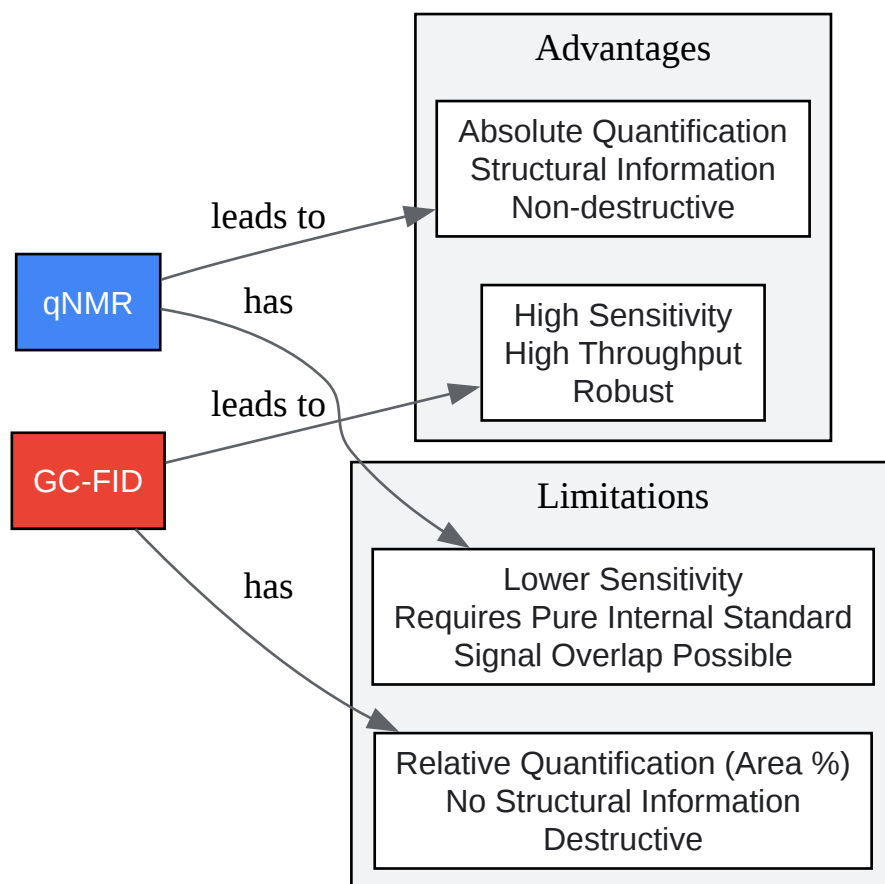 Advantages
Absolute Quantification
Structural Information
Non-destructive
leads to
qNMR
has
High Sensitivity
High Throughput
Robust
leads to
GC-FID
Limitations
has
Lower Sensitivity
Requires Pure Internal Standard
Signal Overlap Possible
Relative Quantification (Area %)
No Structural Information
Destructive